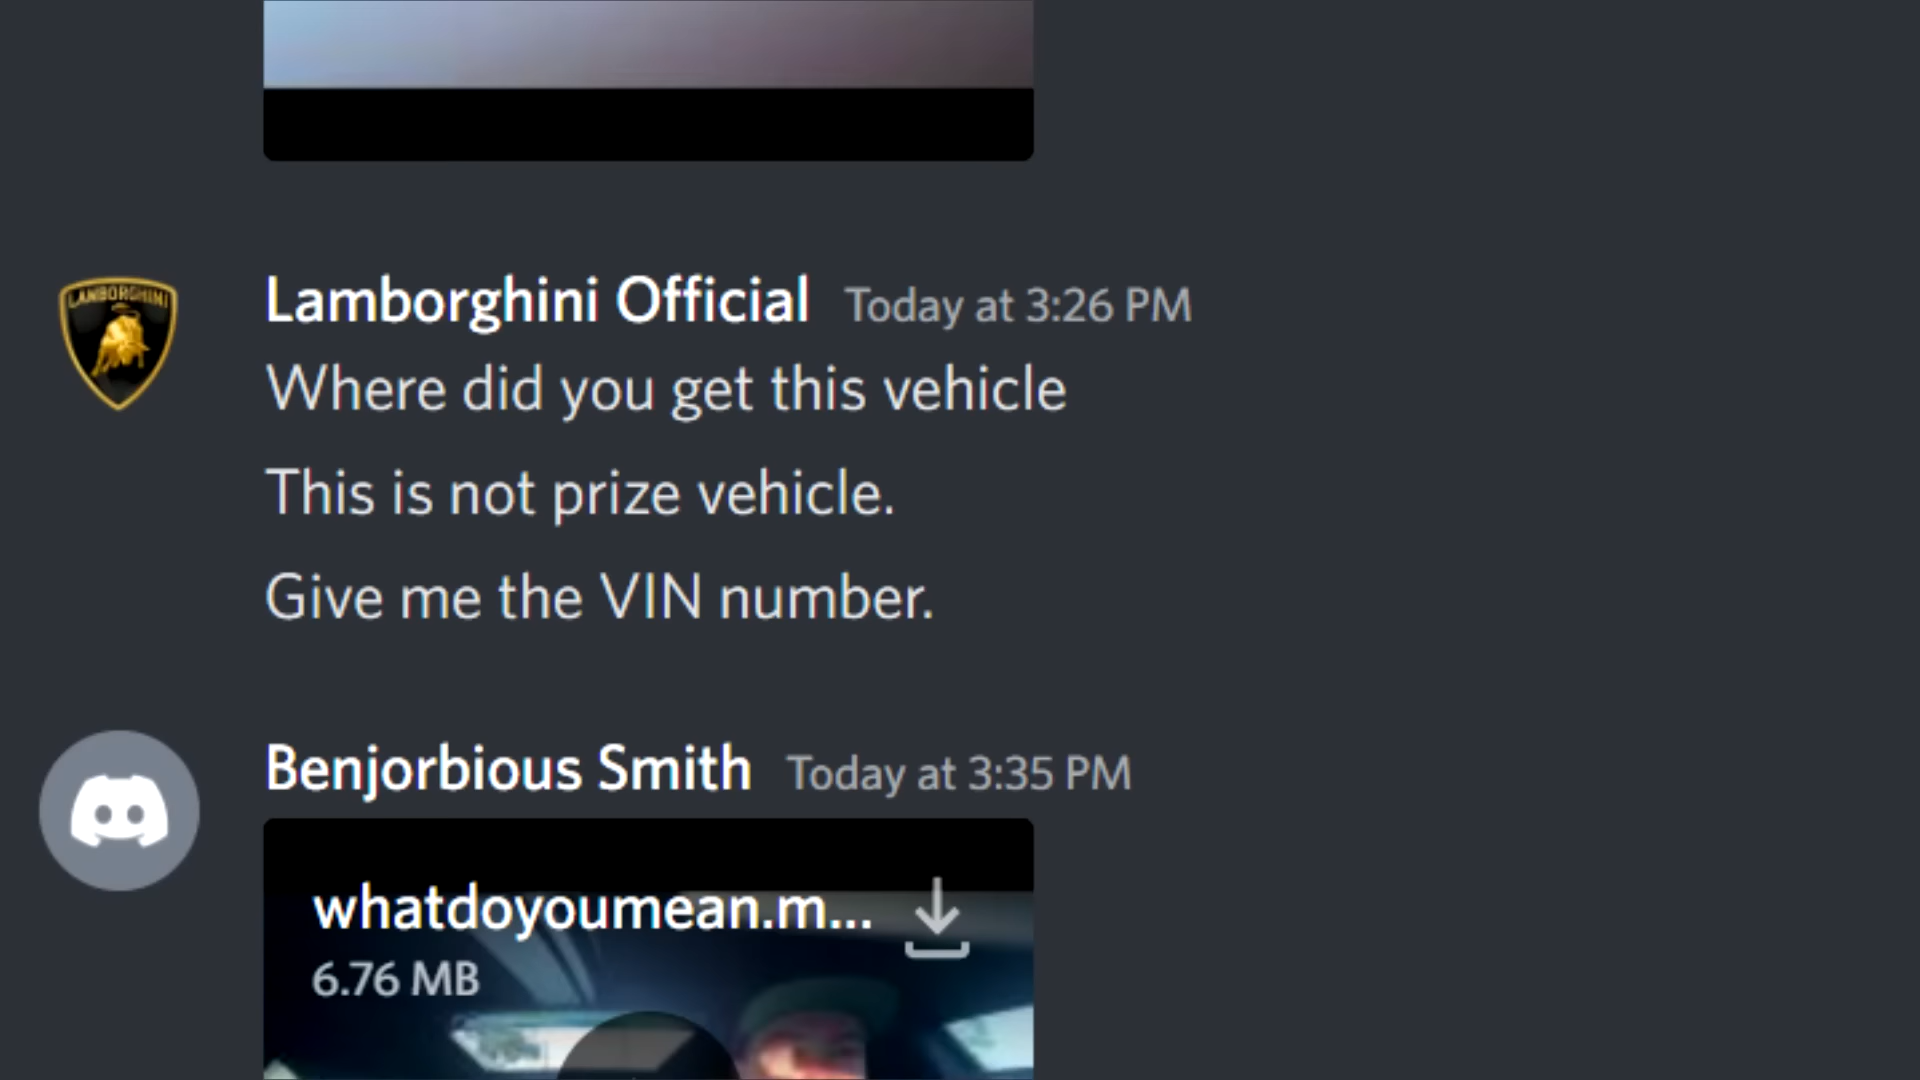 LAMBORGHINI
Lamborghini Official Today at 3:26 PM
Where did you get this vehicle
This is not prize vehicle.
Give me the VIN number.
Benjorbious Smith Today at 3:35 PM
whatdoyoumean.m...
6.76 MB